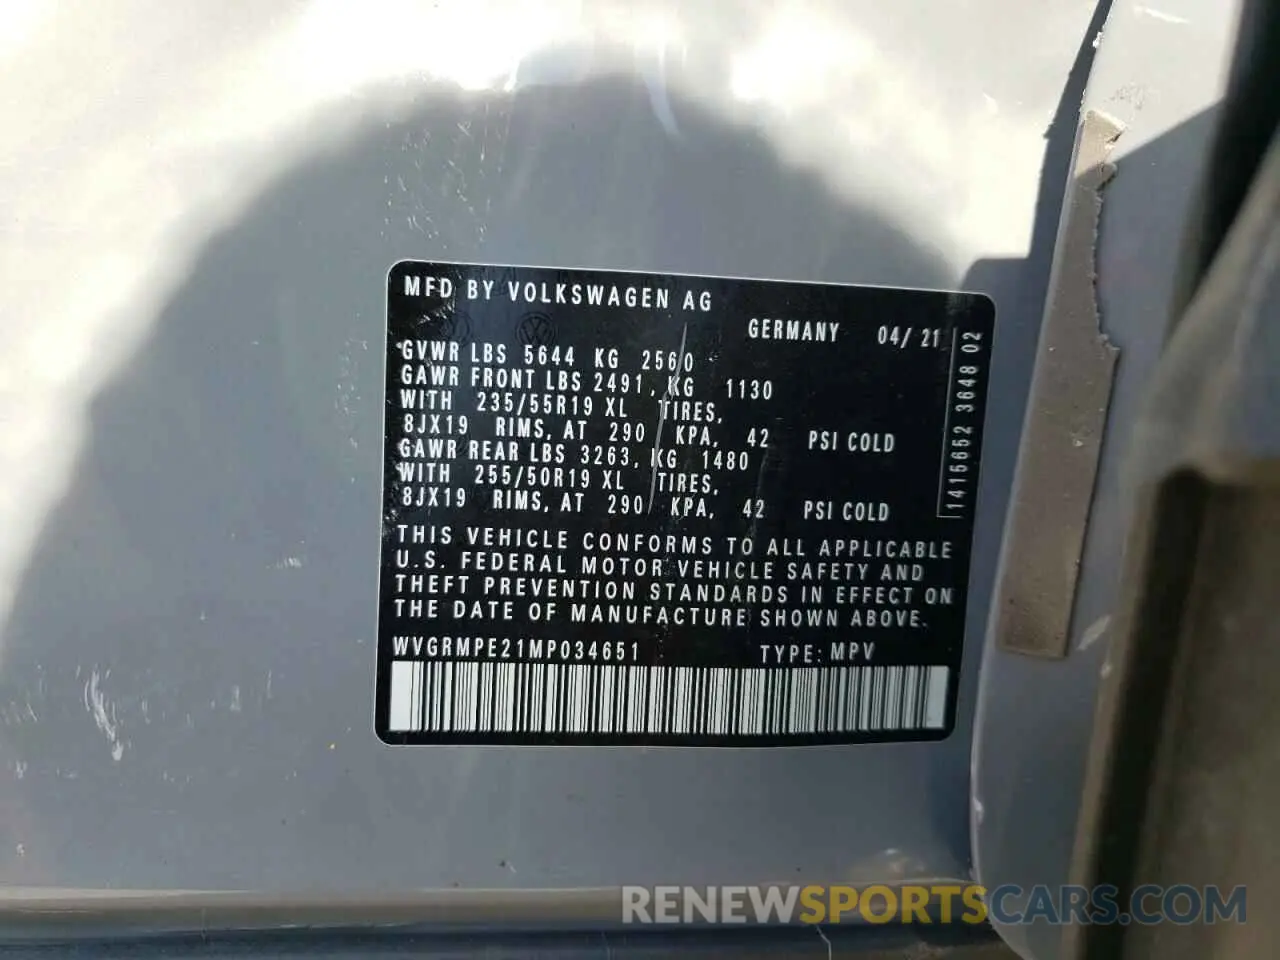 MFD BY VOLKSWAGEN AG
GERMANY 04/ 21
GVWR LBS 5644 KG 2560
GAWR FRONT LBS 2491, KG 1130
WITH 235/55R19 XL TIRES,
8JX19 RIMS, AT 290 KPA, 42 PSI COLD
GAWR REAR LBS 3263, KG 1480
WITH 255/50R19 XL TIRES,
8JX19 RIMS, AT 290 KPA, 42 PSI COLD
THIS VEHICLE CONFORMS TO ALL APPLICABLE
U.S. FEDERAL MOTOR VEHICLE SAFETY AND
THEFT PREVENTION STANDARDS IN EFFECT ON
THE DATE OF MANUFACTURE SHOWN ABOVE.
WVGRMPE21MP034651 TYPE: MPV
1415652 3648 02
RENEWSPORTSCARS.COM